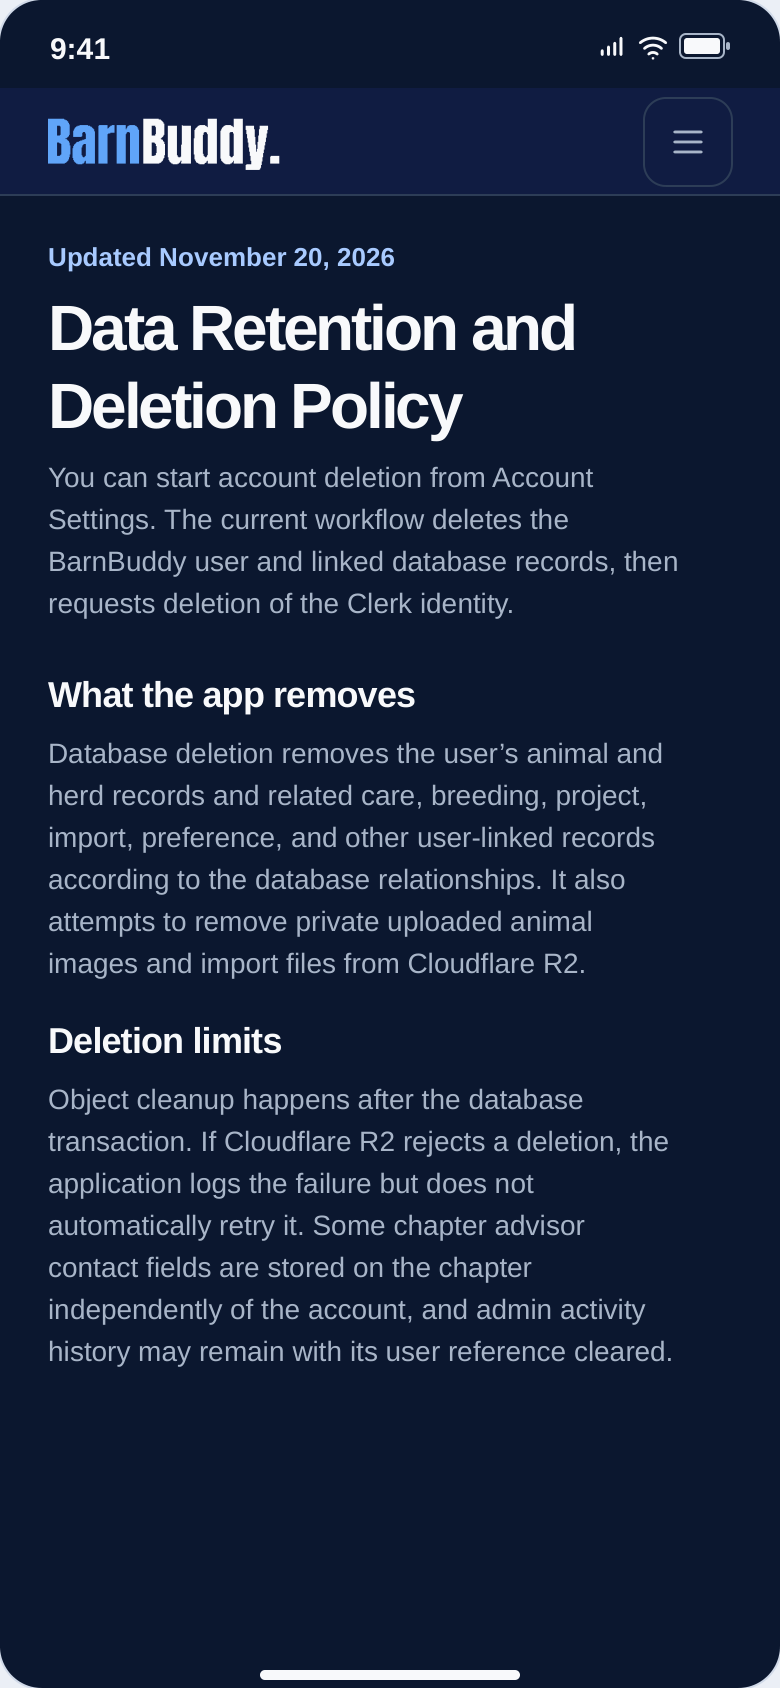 9:41
BarnBuddy.
Updated November 20, 2026
Data Retention and
Deletion Policy
You can start account deletion from Account
Settings. The current workflow deletes the
BarnBuddy user and linked database records, then
requests deletion of the Clerk identity.
What the app removes
Database deletion removes the user’s animal and
herd records and related care, breeding, project,
import, preference, and other user-linked records
according to the database relationships. It also
attempts to remove private uploaded animal
images and import files from Cloudflare R2.
Deletion limits
Object cleanup happens after the database
transaction. If Cloudflare R2 rejects a deletion, the
application logs the failure but does not
automatically retry it. Some chapter advisor
contact fields are stored on the chapter
independently of the account, and admin activity
history may remain with its user reference cleared.